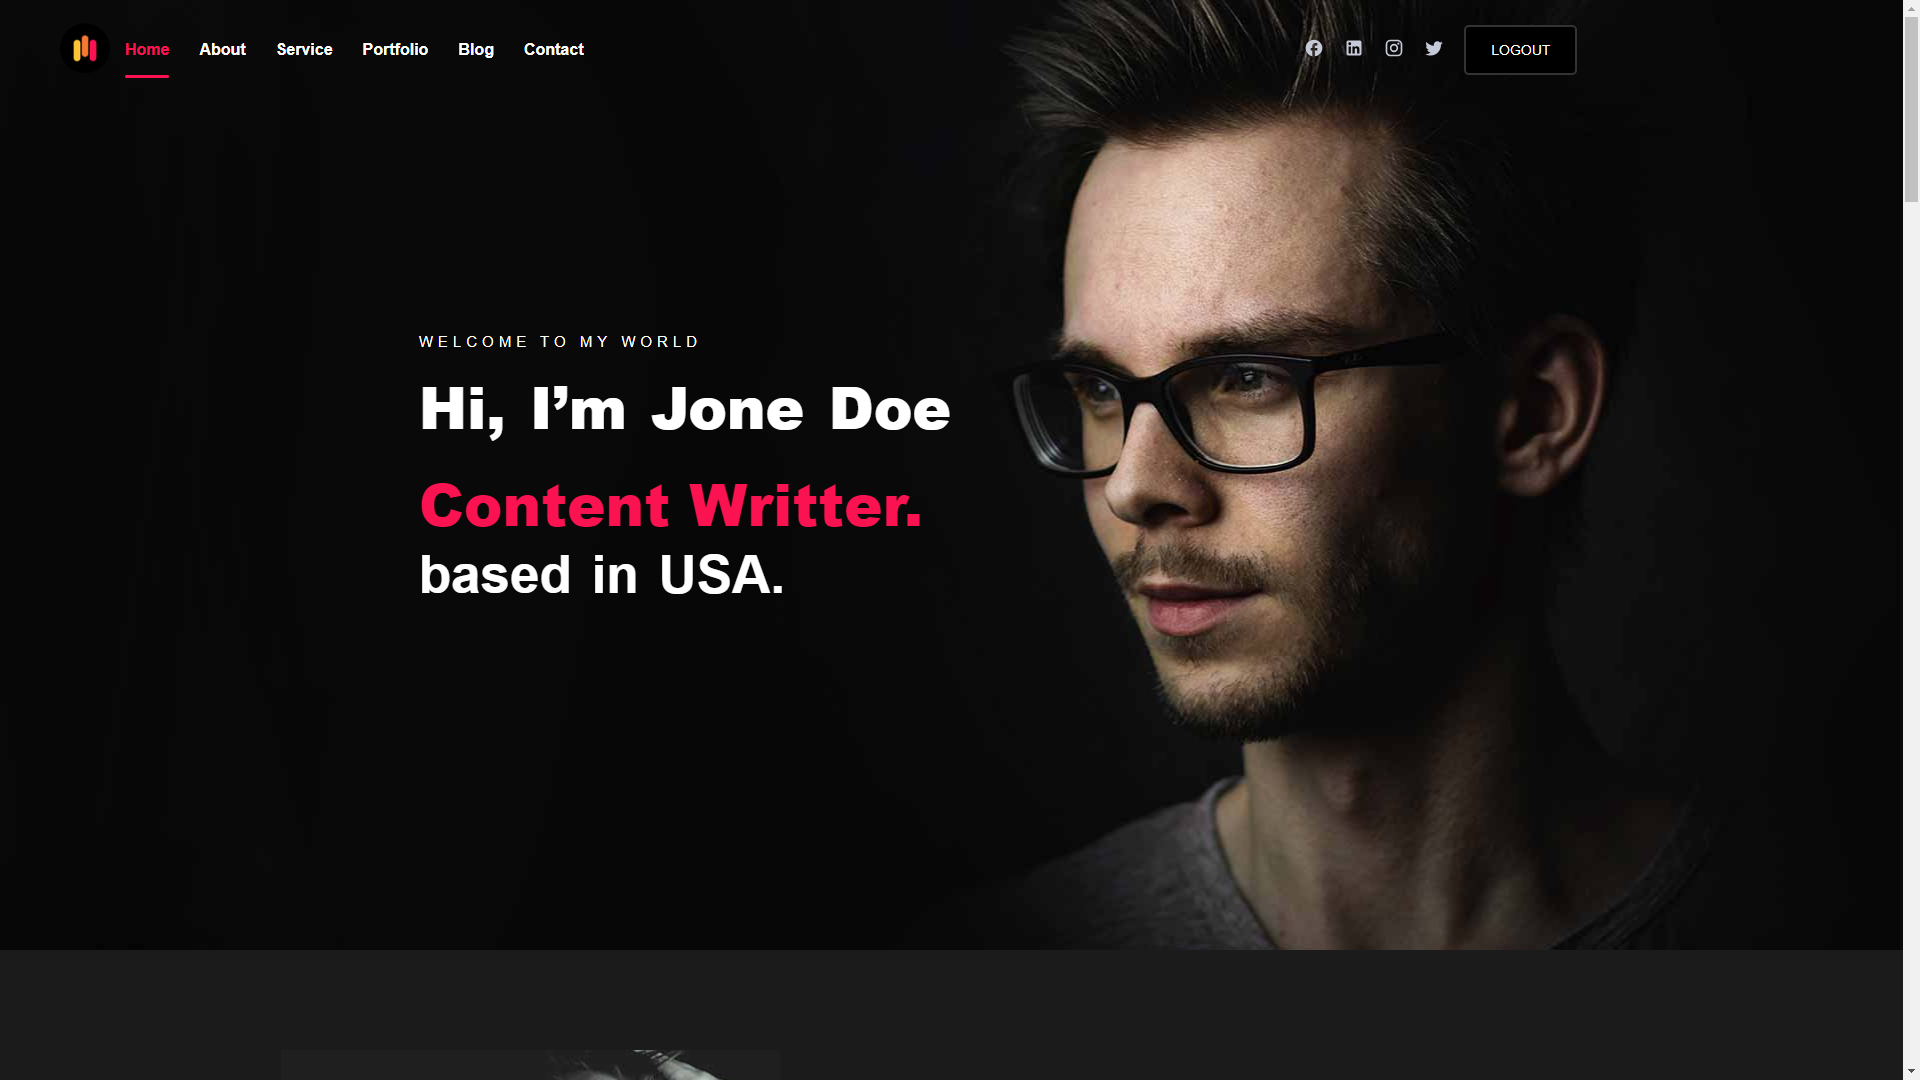 Home About Service Portfolio Blog Contact LOGOUT
WELCOME TO MY WORLD
Hi, I’m Jone Doe
Content Writter.
based in USA.